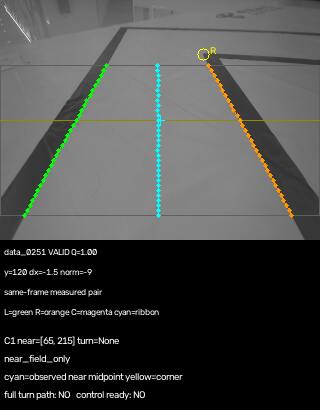 R
data_0251 VALID Q=1.00
y=120 dx=-1.5 norm=-9
same-frame measured pair
L=green R=orange C=magenta cyan=ribbon
C1 near=[65, 215] turn=None
near_field_only
cyan=observed near midpoint yellow=corner
full turn path: NO control ready: NO